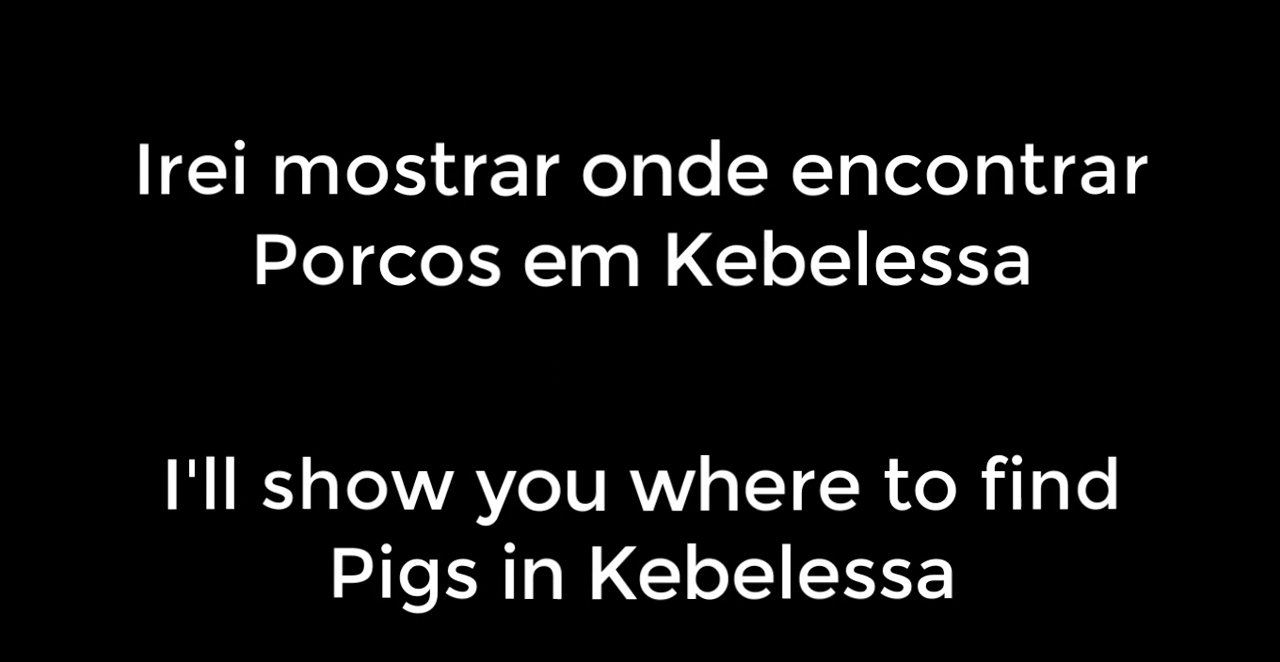 Irei mostrar onde encontrar
Porcos em Kebelessa
I'll show you where to find
Pigs in Kebelessa